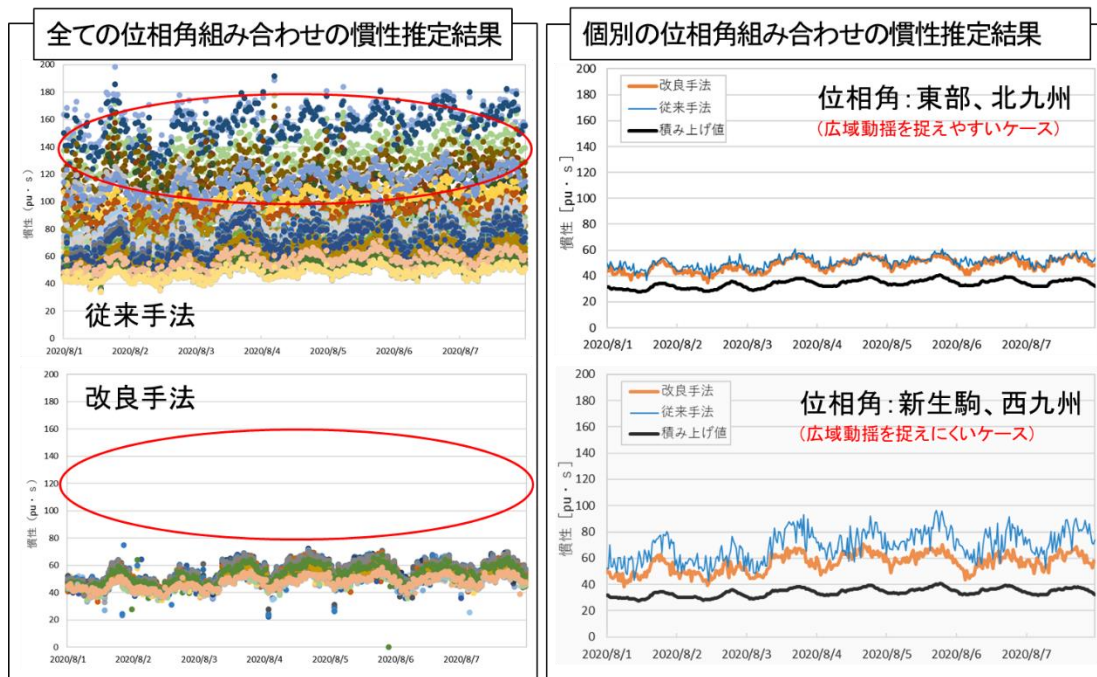 全ての位相角組み合わせの慣性推定結果
200
180
160
140
120
100
80
60
40
20
0
慣性 (pu・s)
従来手法
2020/8/1 2020/8/2 2020/8/3 2020/8/4 2020/8/5 2020/8/6 2020/8/7
改良手法
200
180
160
140
120
100
80
60
40
20
0
慣性 (pu・s)
2020/8/1 2020/8/2 2020/8/3 2020/8/4 2020/8/5 2020/8/6 2020/8/7
個別の位相角組み合わせの慣性推定結果
200
180
160
140
120
100
80
60
40
20
0
慣性 [pu・s]
改良手法
従来手法
積み上げ値
位相角:東部、北九州
(広域動揺を捉えやすいケース)
2020/8/1 2020/8/2 2020/8/3 2020/8/4 2020/8/5 2020/8/6 2020/8/7
200
180
160
140
120
100
80
60
40
20
0
慣性 [pu・s]
改良手法
従来手法
積み上げ値
位相角:新生駒、西九州
(広域動揺を捉えにくいケース)
2020/8/1 2020/8/2 2020/8/3 2020/8/4 2020/8/5 2020/8/6 2020/8/7